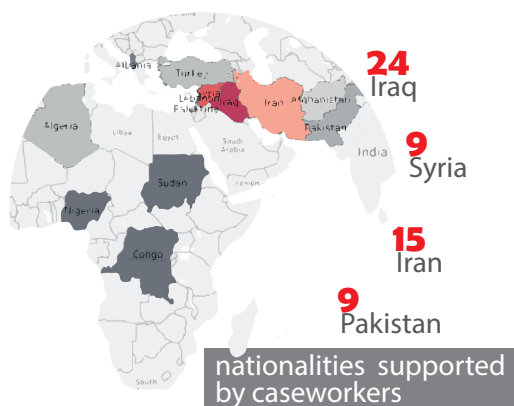 Albania
Turkey
Syria
Lebanon
Palestine
Iraq
Iran
Afghanistan
Pakistan
Algeria
Libya
Egypt
Saudi
Arabia
Yemen
India
Sudan
Nigeria
Congo
South
24
Iraq
9
Syria
15
Iran
9
Pakistan
nationalities supported
by caseworkers